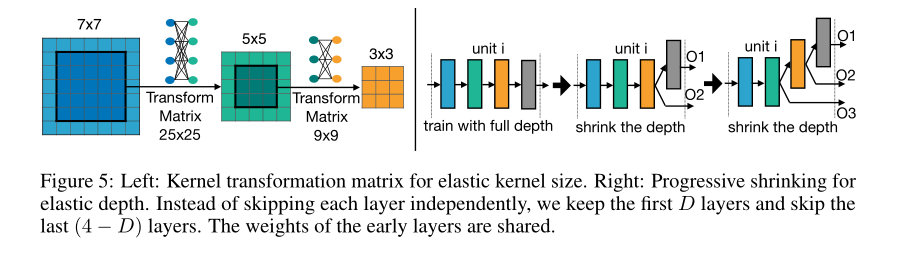 7x7
5x5
3x3
Transform
Matrix
25x25
Transform
Matrix
9x9
unit i
train with full depth
unit i
O1
O2
shrink the depth
unit i
O1
O2
O3
shrink the depth
Figure 5: Left: Kernel transformation matrix for elastic kernel size. Right: Progressive shrinking for
elastic depth. Instead of skipping each layer independently, we keep the first D layers and skip the
last (4 − D) layers. The weights of the early layers are shared.